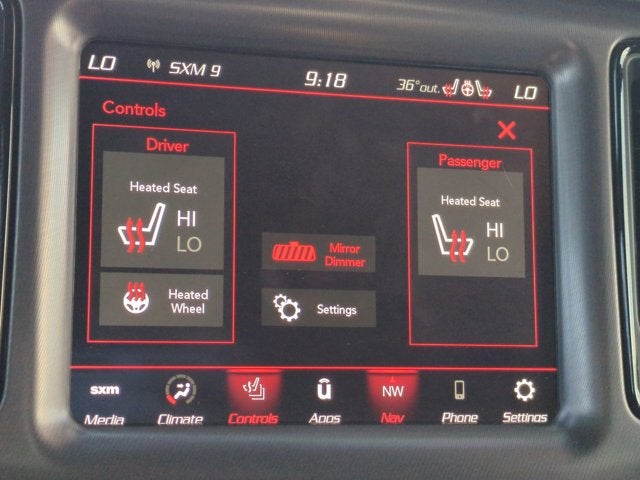 LO SXM 9 9:18 36° out. LO
Controls
Driver
Heated Seat
HI
LO
Heated
Wheel
Mirror
Dimmer
Settings
Passenger
Heated Seat
HI
LO
sxm NW
Media Climate Controls Apps Nav Phone Settings